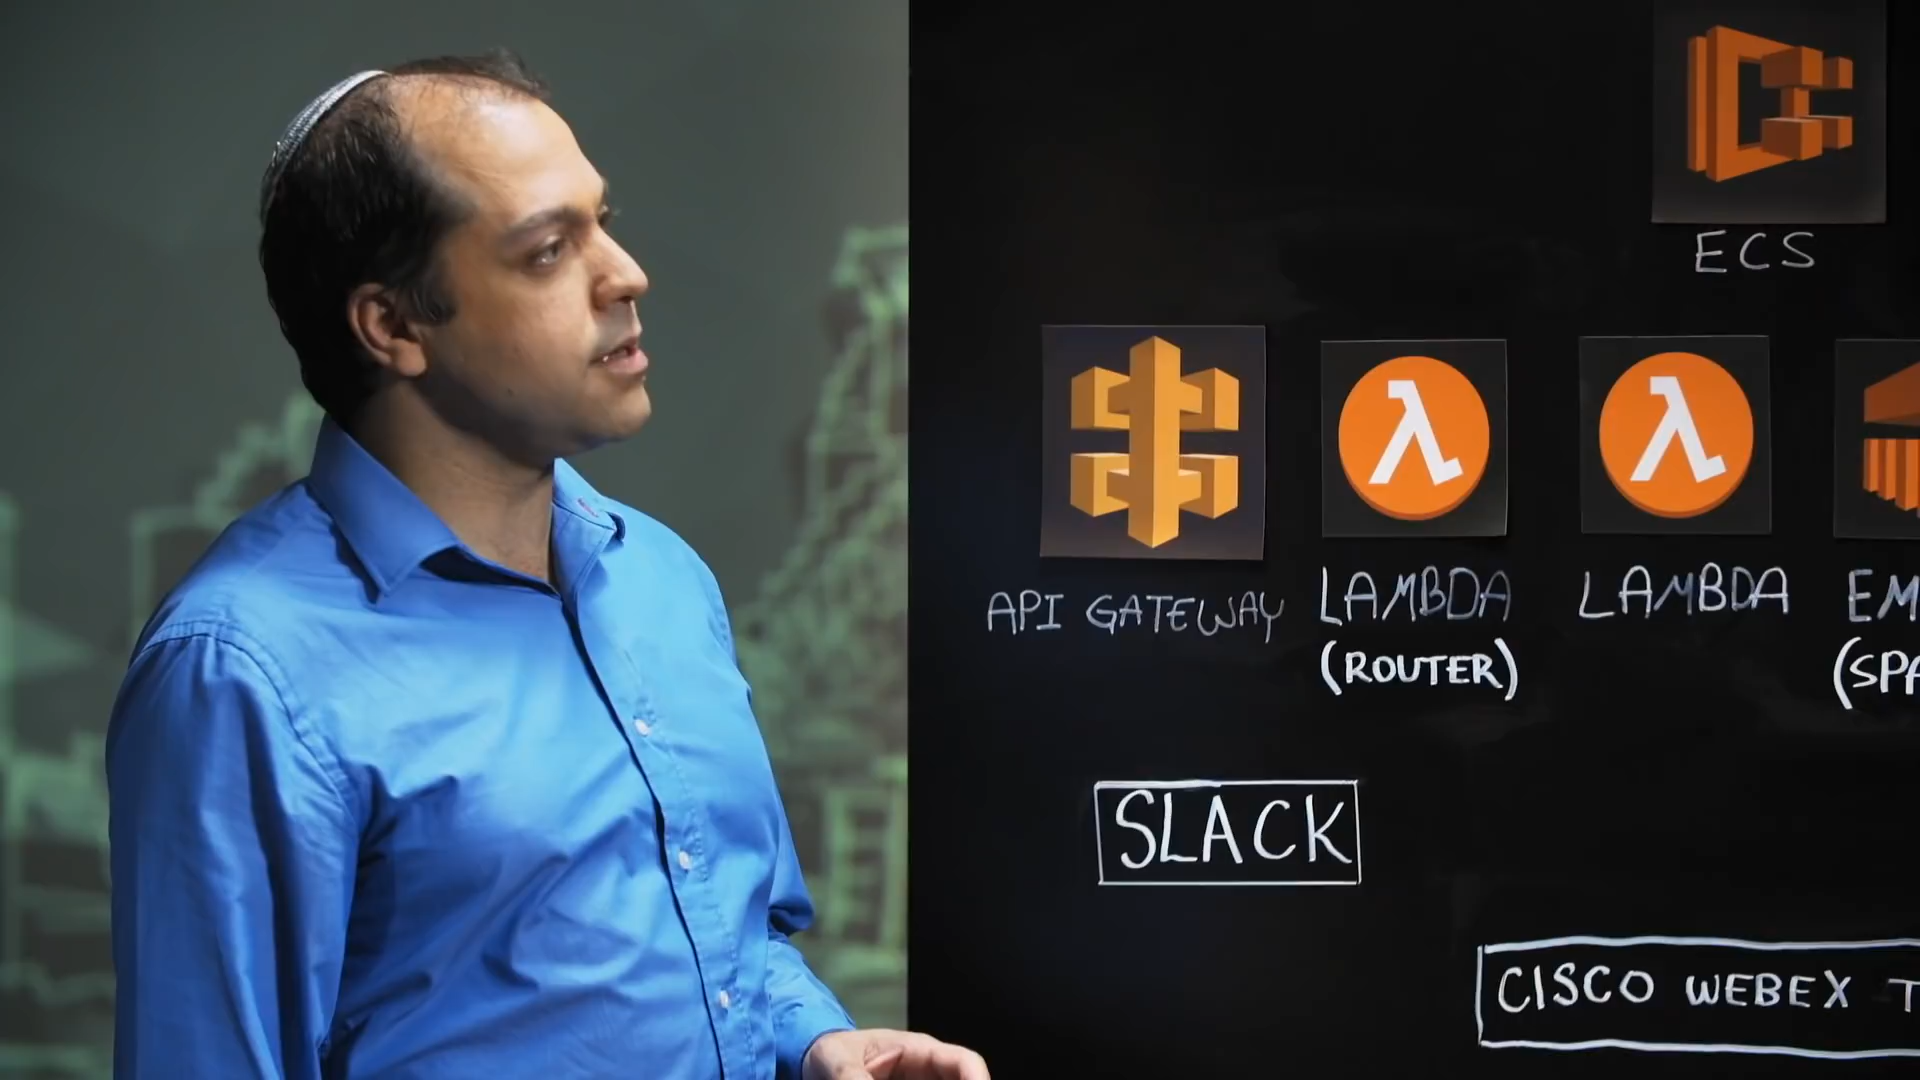 ECS
API GATEWAY
LAMBDA
(ROUTER)
LAMBDA
SLACK
CISCO WEBEX